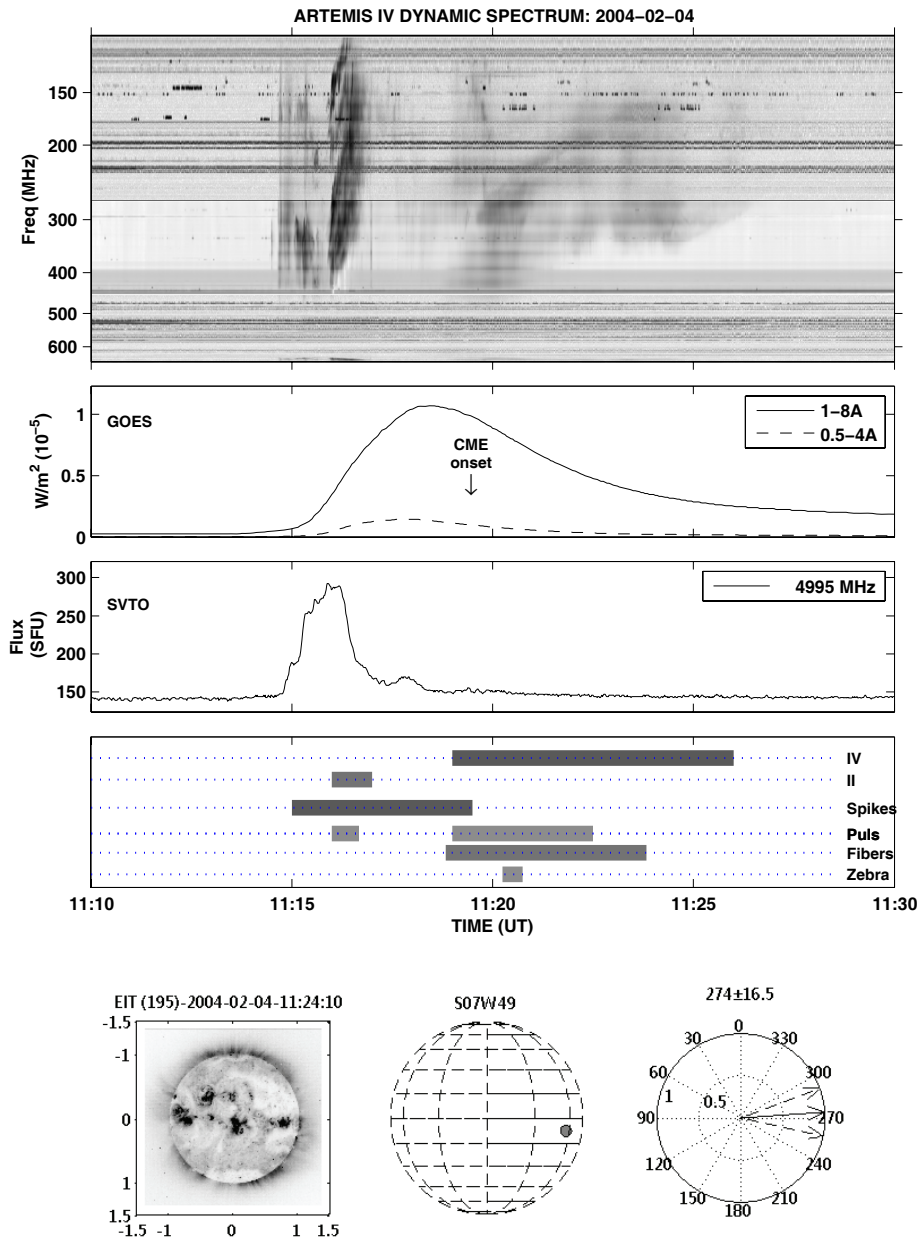 ARTEMIS IV DYNAMIC SPECTRUM: 2004−02−04
Freq (MHz)
150
200
300
400
500
600
GOES
W/m² (10⁻⁵)
1
0.5
0
1−8A
0.5−4A
CME
onset
SVTO
Flux
(SFU)
300
250
200
150
4995 MHz
IV
II
Spikes
Puls
Fibers
Zebra
11:10 11:15 11:20 11:25 11:30
TIME (UT)
EIT (195)-2004-02-04-11:24:10
-1.5
-1
0
1
1.5
-1.5 -1 0 1 1.5
S07W49
274±16.5
0
30 330
60 300
1 0.5
90 270
120 240
150 210
180